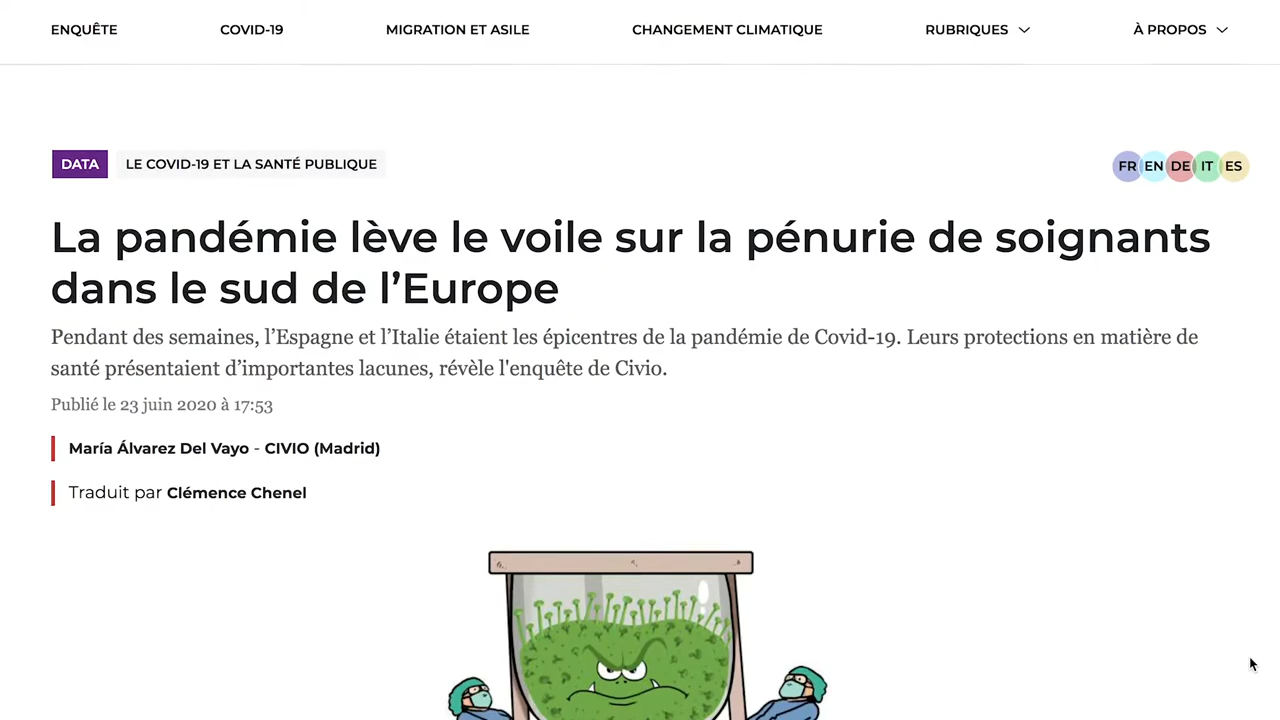 ENQUÊTE COVID-19 MIGRATION ET ASILE CHANGEMENT CLIMATIQUE RUBRIQUES À PROPOS
DATA LE COVID-19 ET LA SANTÉ PUBLIQUE FR EN DE IT ES
La pandémie lève le voile sur la pénurie de soignants
dans le sud de l’Europe
Pendant des semaines, l’Espagne et l’Italie étaient les épicentres de la pandémie de Covid-19. Leurs protections en matière de
santé présentaient d’importantes lacunes, révèle l'enquête de Civio.
Publié le 23 juin 2020 à 17:53
María Álvarez Del Vayo - CIVIO (Madrid)
Traduit par Clémence Chenel